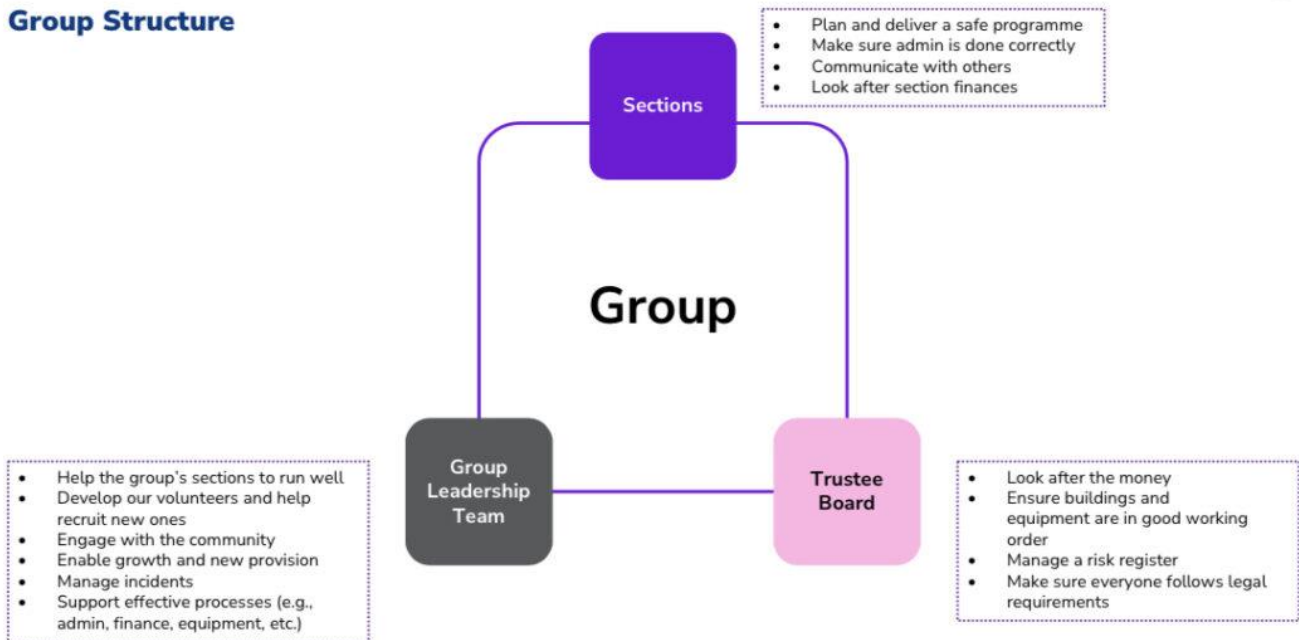 Group Structure
• Plan and deliver a safe programme
• Make sure admin is done correctly
• Communicate with others
• Look after section finances
Sections
Group
Group
Leadership
Team
Trustee
Board
• Help the group's sections to run well
• Develop our volunteers and help
recruit new ones
• Engage with the community
• Enable growth and new provision
• Manage incidents
• Support effective processes (e.g.,
admin, finance, equipment, etc.)
• Look after the money
• Ensure buildings and
equipment are in good working
order
• Manage a risk register
• Make sure everyone follows legal
requirements